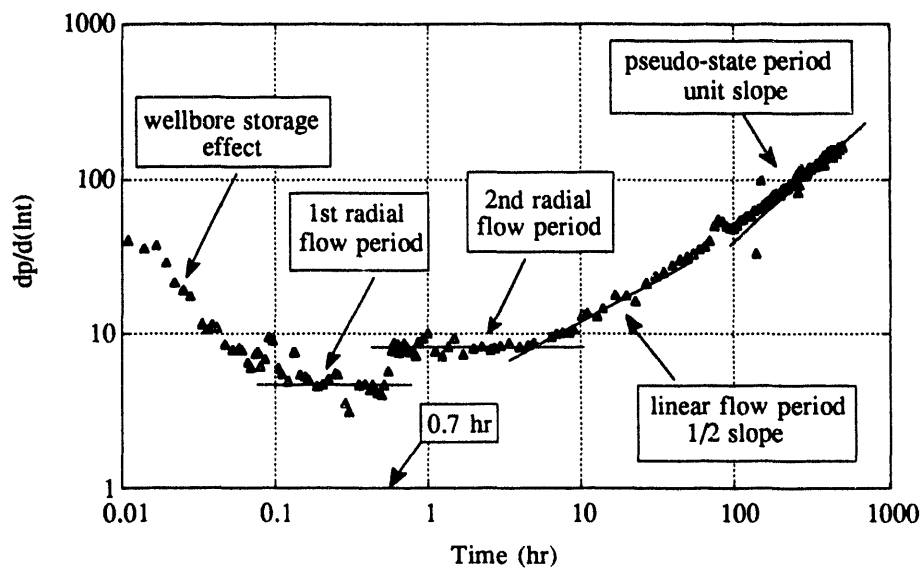 1000
100
10
1
dp/d(lnt)
wellbore storage
effect
1st radial
flow period
2nd radial
flow period
pseudo-state period
unit slope
0.7 hr
linear flow period
1/2 slope
0.01
0.1
1
10
100
1000
Time (hr)